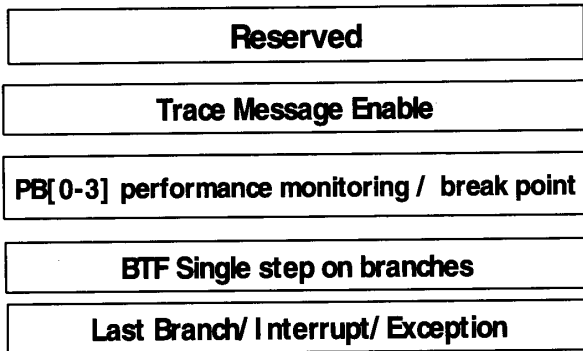 Reserved
Trace Message Enable
PB[0-3] performance monitoring / break point
BTF Single step on branches
Last Branch/ Interrupt/ Exception